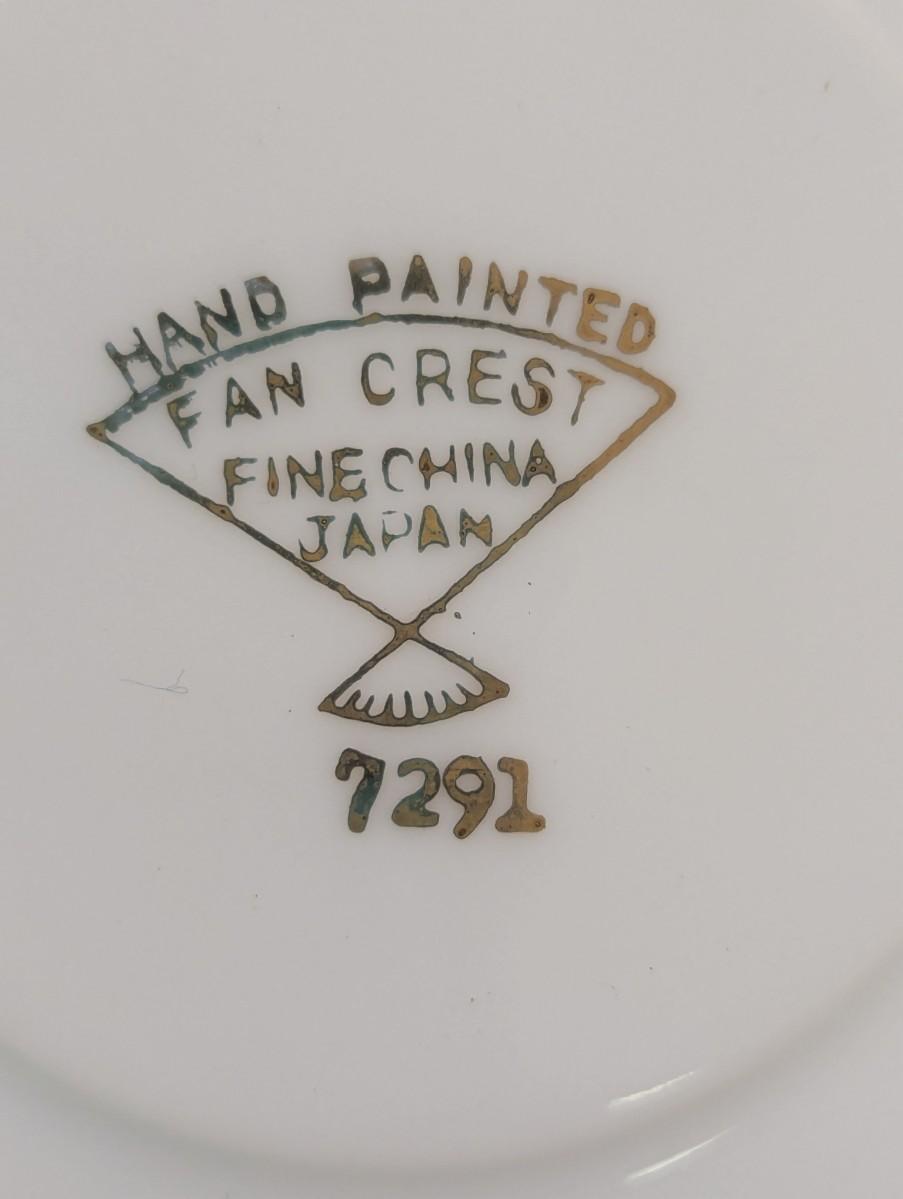 HAND PAINTED
FAN CREST
FINE CHINA
JAPAN
7291